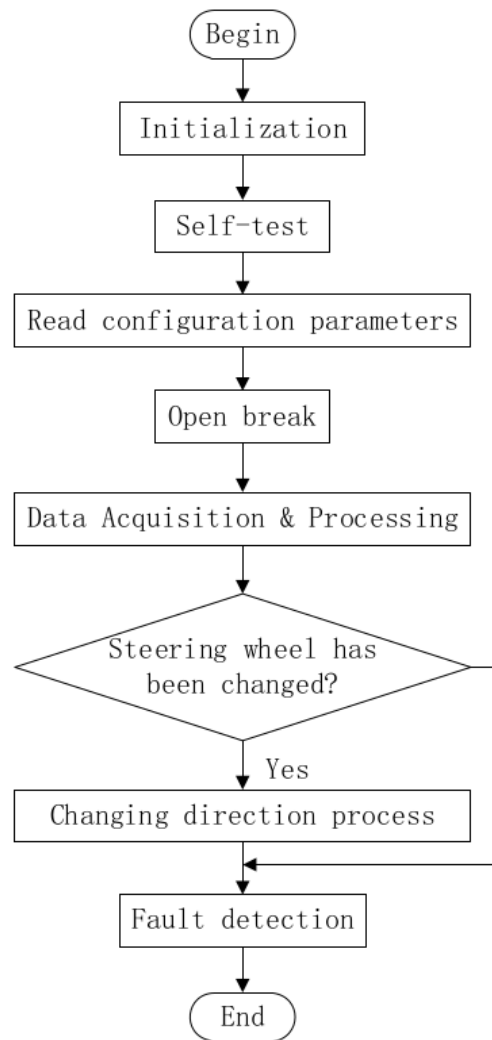 Begin
Initialization
Self-test
Read configuration parameters
Open break
Data Acquisition & Processing
Steering wheel has
been changed?
Yes
Changing direction process
Fault detection
End